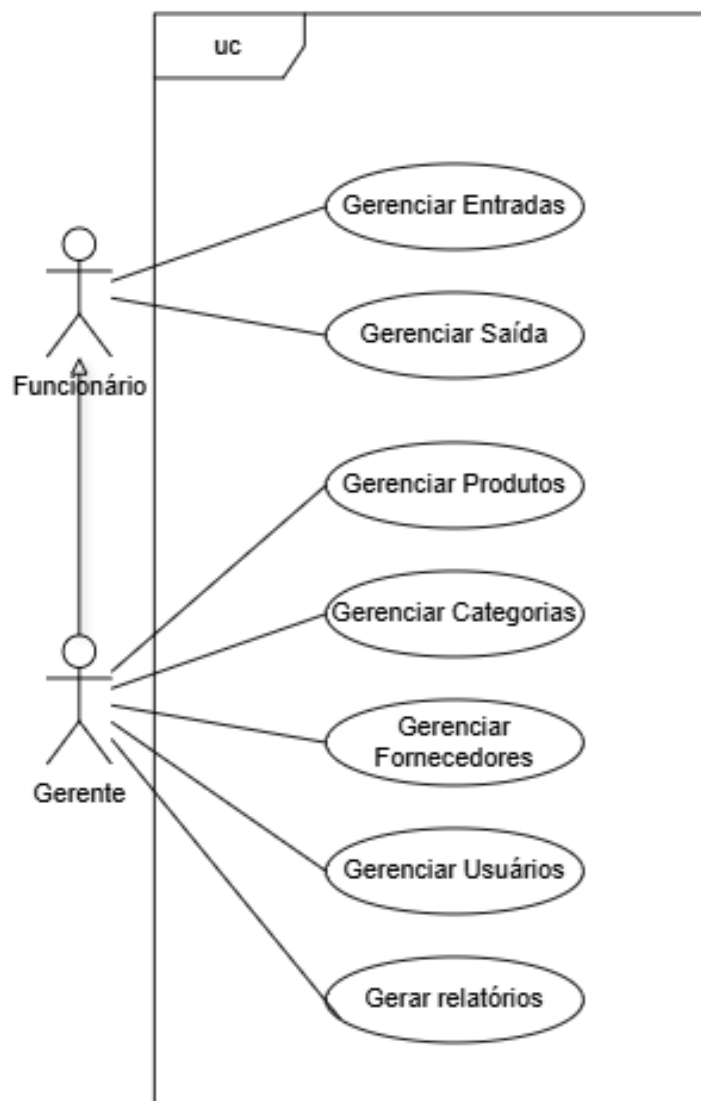 uc
Gerenciar Entradas
Gerenciar Saída
Funcionário
Gerenciar Produtos
Gerenciar Categorias
Gerenciar
Fornecedores
Gerente
Gerenciar Usuários
Gerar relatórios